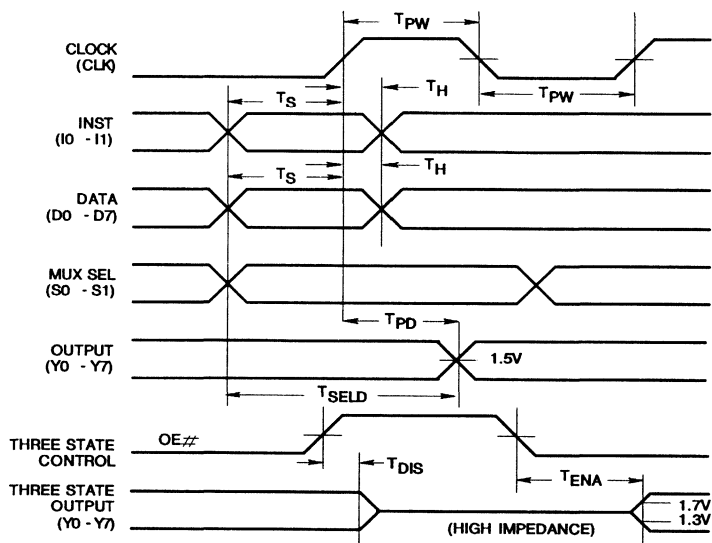 TPW
CLOCK
(CLK)
TS
TH
TPW
INST
(I0 - I1)
TS
TH
DATA
(D0 - D7)
MUX SEL
(S0 - S1)
TPD
OUTPUT
(Y0 - Y7)
1.5V
TSELD
THREE STATE
CONTROL
OE#
TDIS
TENA
THREE STATE
OUTPUT
(Y0 - Y7)
(HIGH IMPEDANCE)
1.7V
1.3V